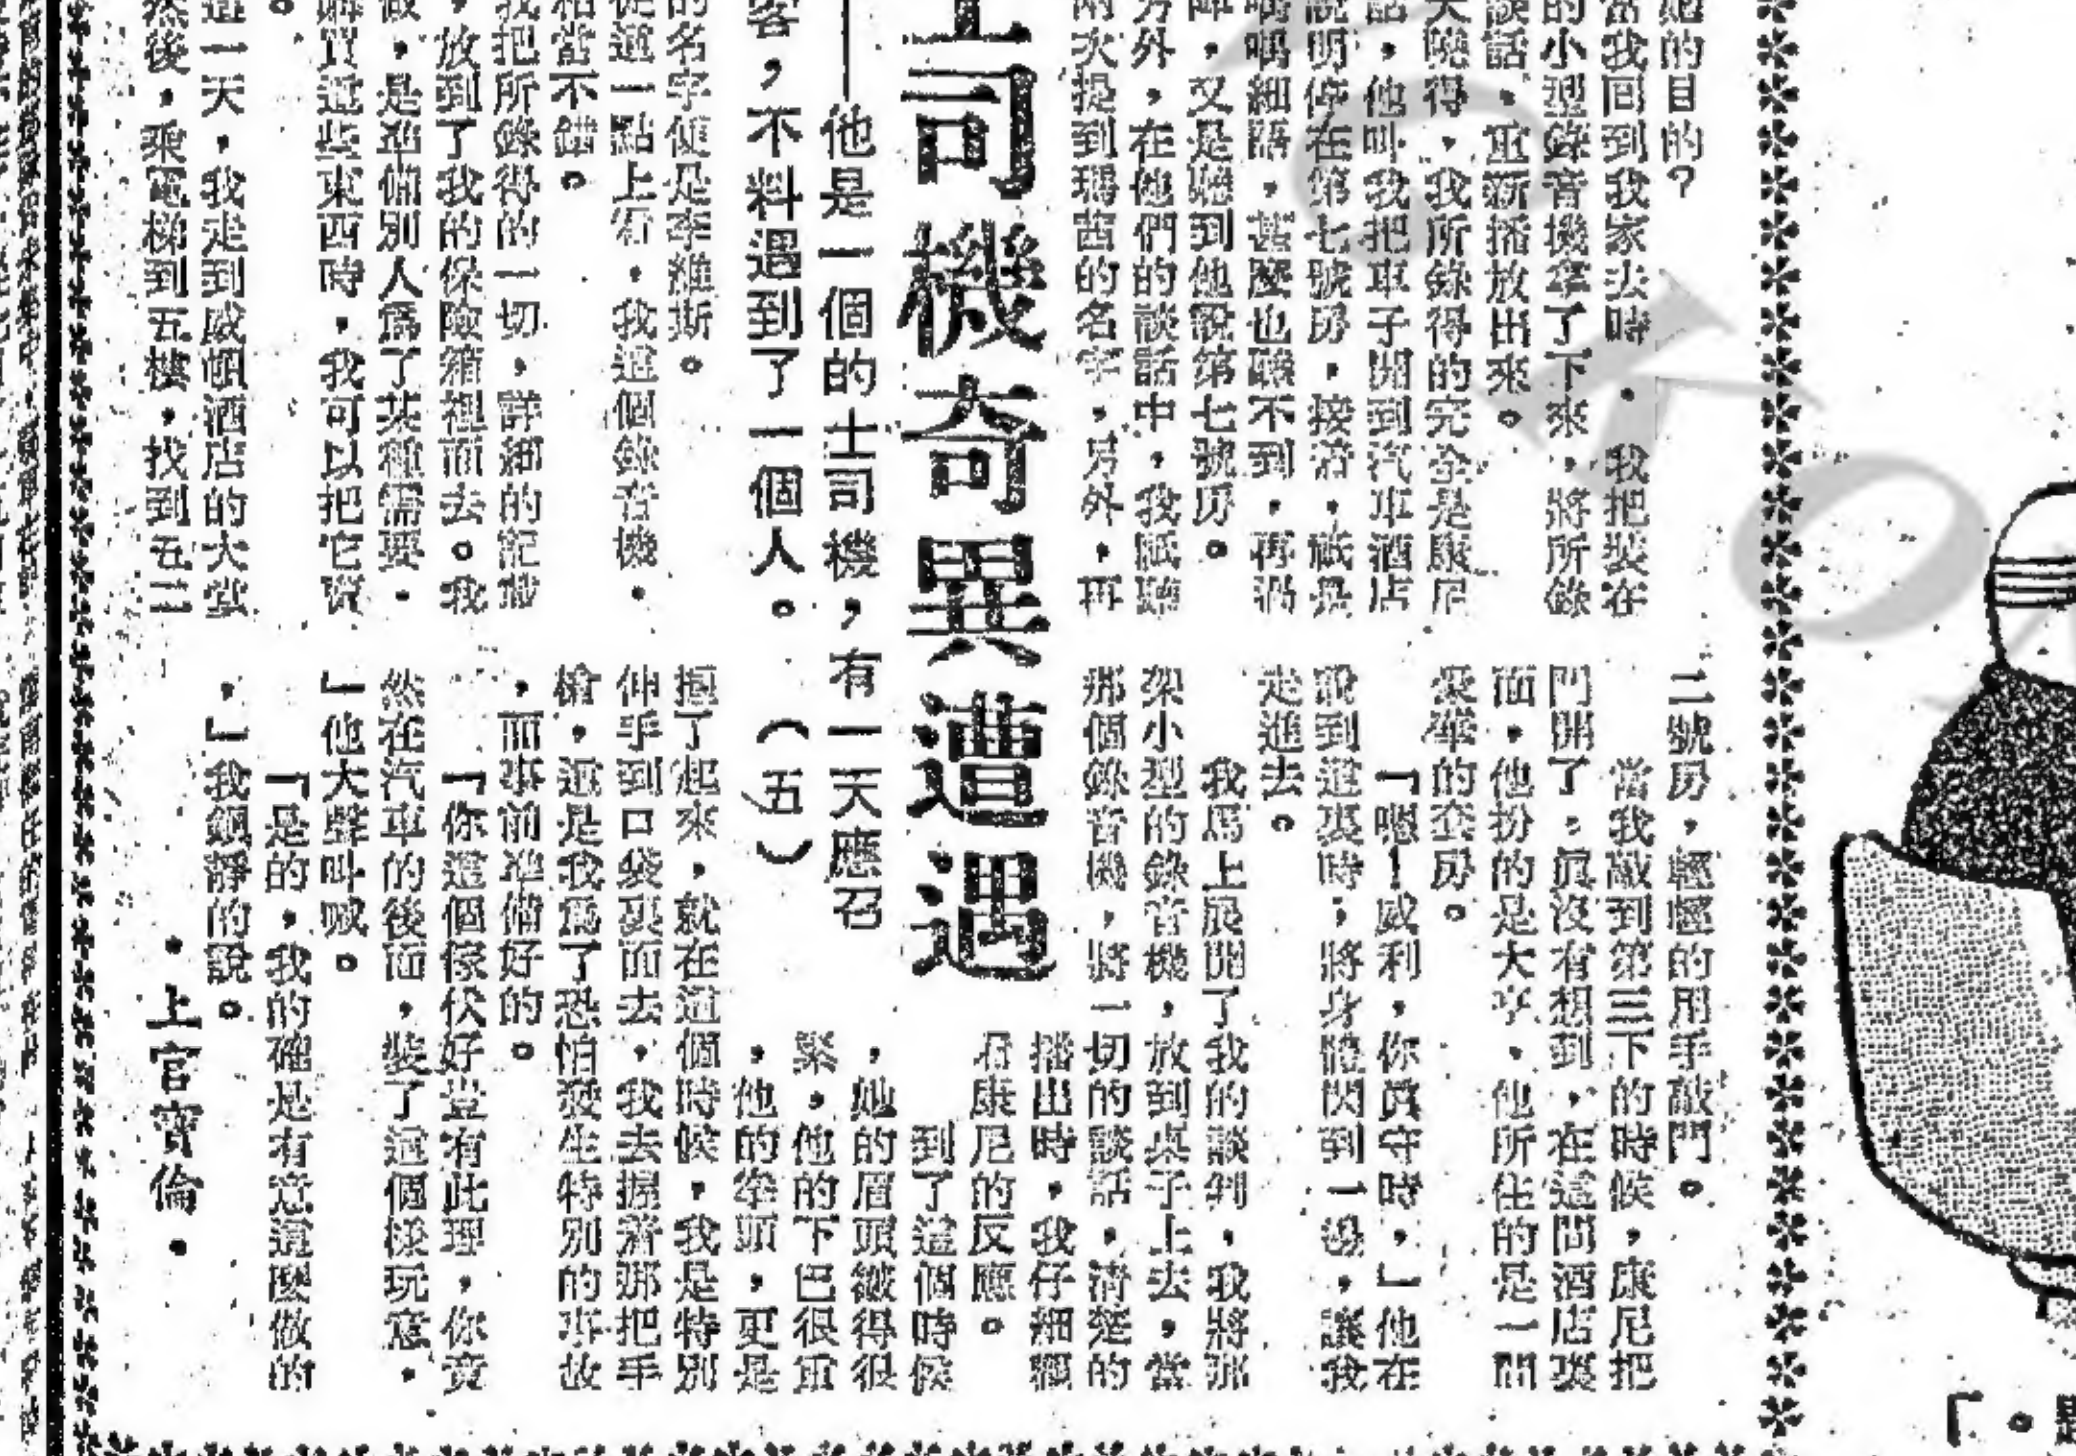 她的目的?
當我回到我家去時,我把裝在
的小型錄音機拿了下來,將所錄
談話,重新播放出來。
天曉得,我所錄得的完全是康尼
話,他叫我把車子開到汽車酒店
說明停在第七號房,接着,祇是
喁喁細語,甚麼也聽不到,再過
陣,又是聽到他說第七號房。
另外,在他們的談話中,我祇聽
兩次提到瑪茜的名字,另外,再
士司機奇異遭遇
——他是一個的士司機,有一天應召
客,不料遇到了一個人。 (五)
的名字便是李維斯。
從這一點上看,我這個錄音機,
相當不錯。
我把所錄得的一切,詳細的記載
,放到了我的保險箱裡面去。我
做,是準備別人爲了某種需要,
購買這些東西時,我可以把它賣
。
這一天,我走到威頓酒店的大堂
然後,乘電梯到五樓,找到五三
二號房,輕輕的用手敲門。
當我敲到第三下的時候,康尼把
門開了,眞沒有想到,在這間酒店裏
面,他扮的是大亨,他所住的是一間
豪華的套房。
「嗯!威利,你眞守時,」他在
說到這裏時,將身體閃到一邊,讓我
走進去。
我馬上展開了我的談判,我將那
架小型的錄音機,放到桌子上去,當
那個錄音機,將一切的談話,清楚的
播出時,我仔細觀
看康尼的反應。
到了這個時候
,他的眉頭皺得很
緊,他的下巴很重
,他的拳頭,更是
握了起來,就在這個時候,我是特別
伸手到口袋裏面去,我去握着那把手
槍,這是我爲了恐怕發生特別的事故
,而事前準備好的。
「你這個傢伙好豈有此理,你竟
然在汽車的後面,裝了這個樣玩意,
」他大聲叫喊。
「是的,我的確是有意這麼做的
,」我鎭靜的說。
•上官寶倫•